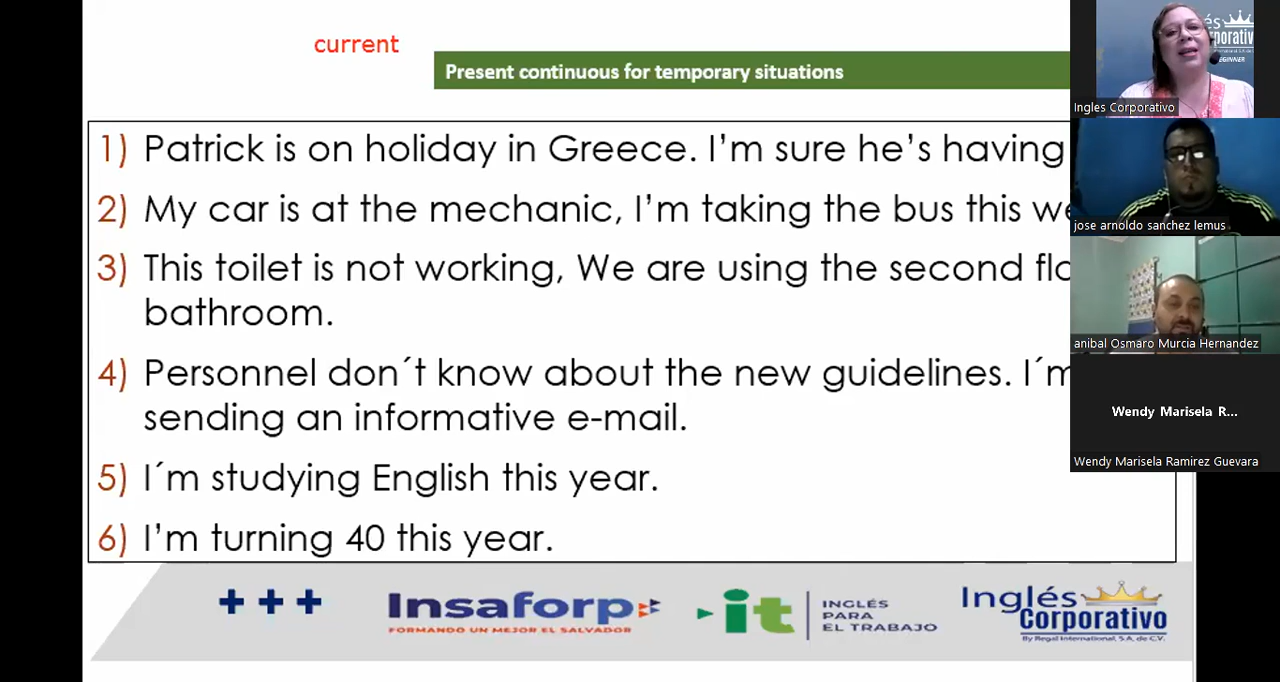 current
Present continuous for temporary situations
1) Patrick is on holiday in Greece. I’m sure he’s having
2) My car is at the mechanic, I’m taking the bus this
3) This toilet is not working, We are using the second
bathroom.
4) Personnel don´t know about the new guidelines. I´m
sending an informative e-mail.
5) I´m studying English this year.
6) I’m turning 40 this year.
+ + +
Insaforp
FORMANDO UN MEJOR EL SALVADOR
it
INGLÉS
PARA
EL TRABAJO
Inglés
Corporativo
By Regal International, S.A. de C.V.
Ingles Corporativo
jose arnoldo sanchez lemus
anibal Osmaro Murcia Hernandez
Wendy Marisela R...
Wendy Marisela Ramirez Guevara